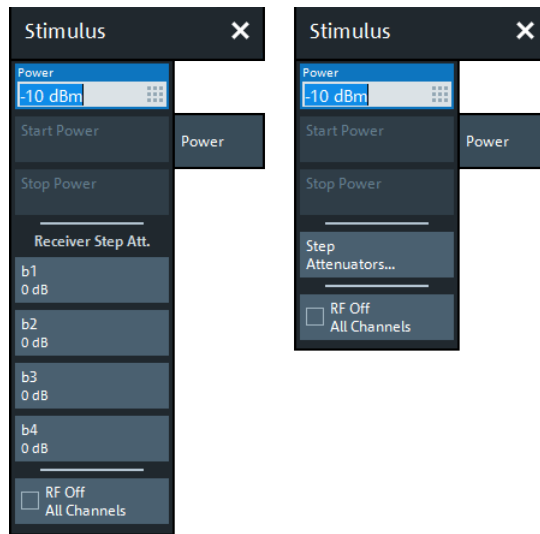 Stimulus
Power
-10 dBm
Start Power
Power
Stop Power
Receiver Step Att.
b1
0 dB
b2
0 dB
b3
0 dB
b4
0 dB
RF Off
All Channels
Stimulus
Power
-10 dBm
Start Power
Power
Stop Power
Step
Attenuators...
RF Off
All Channels